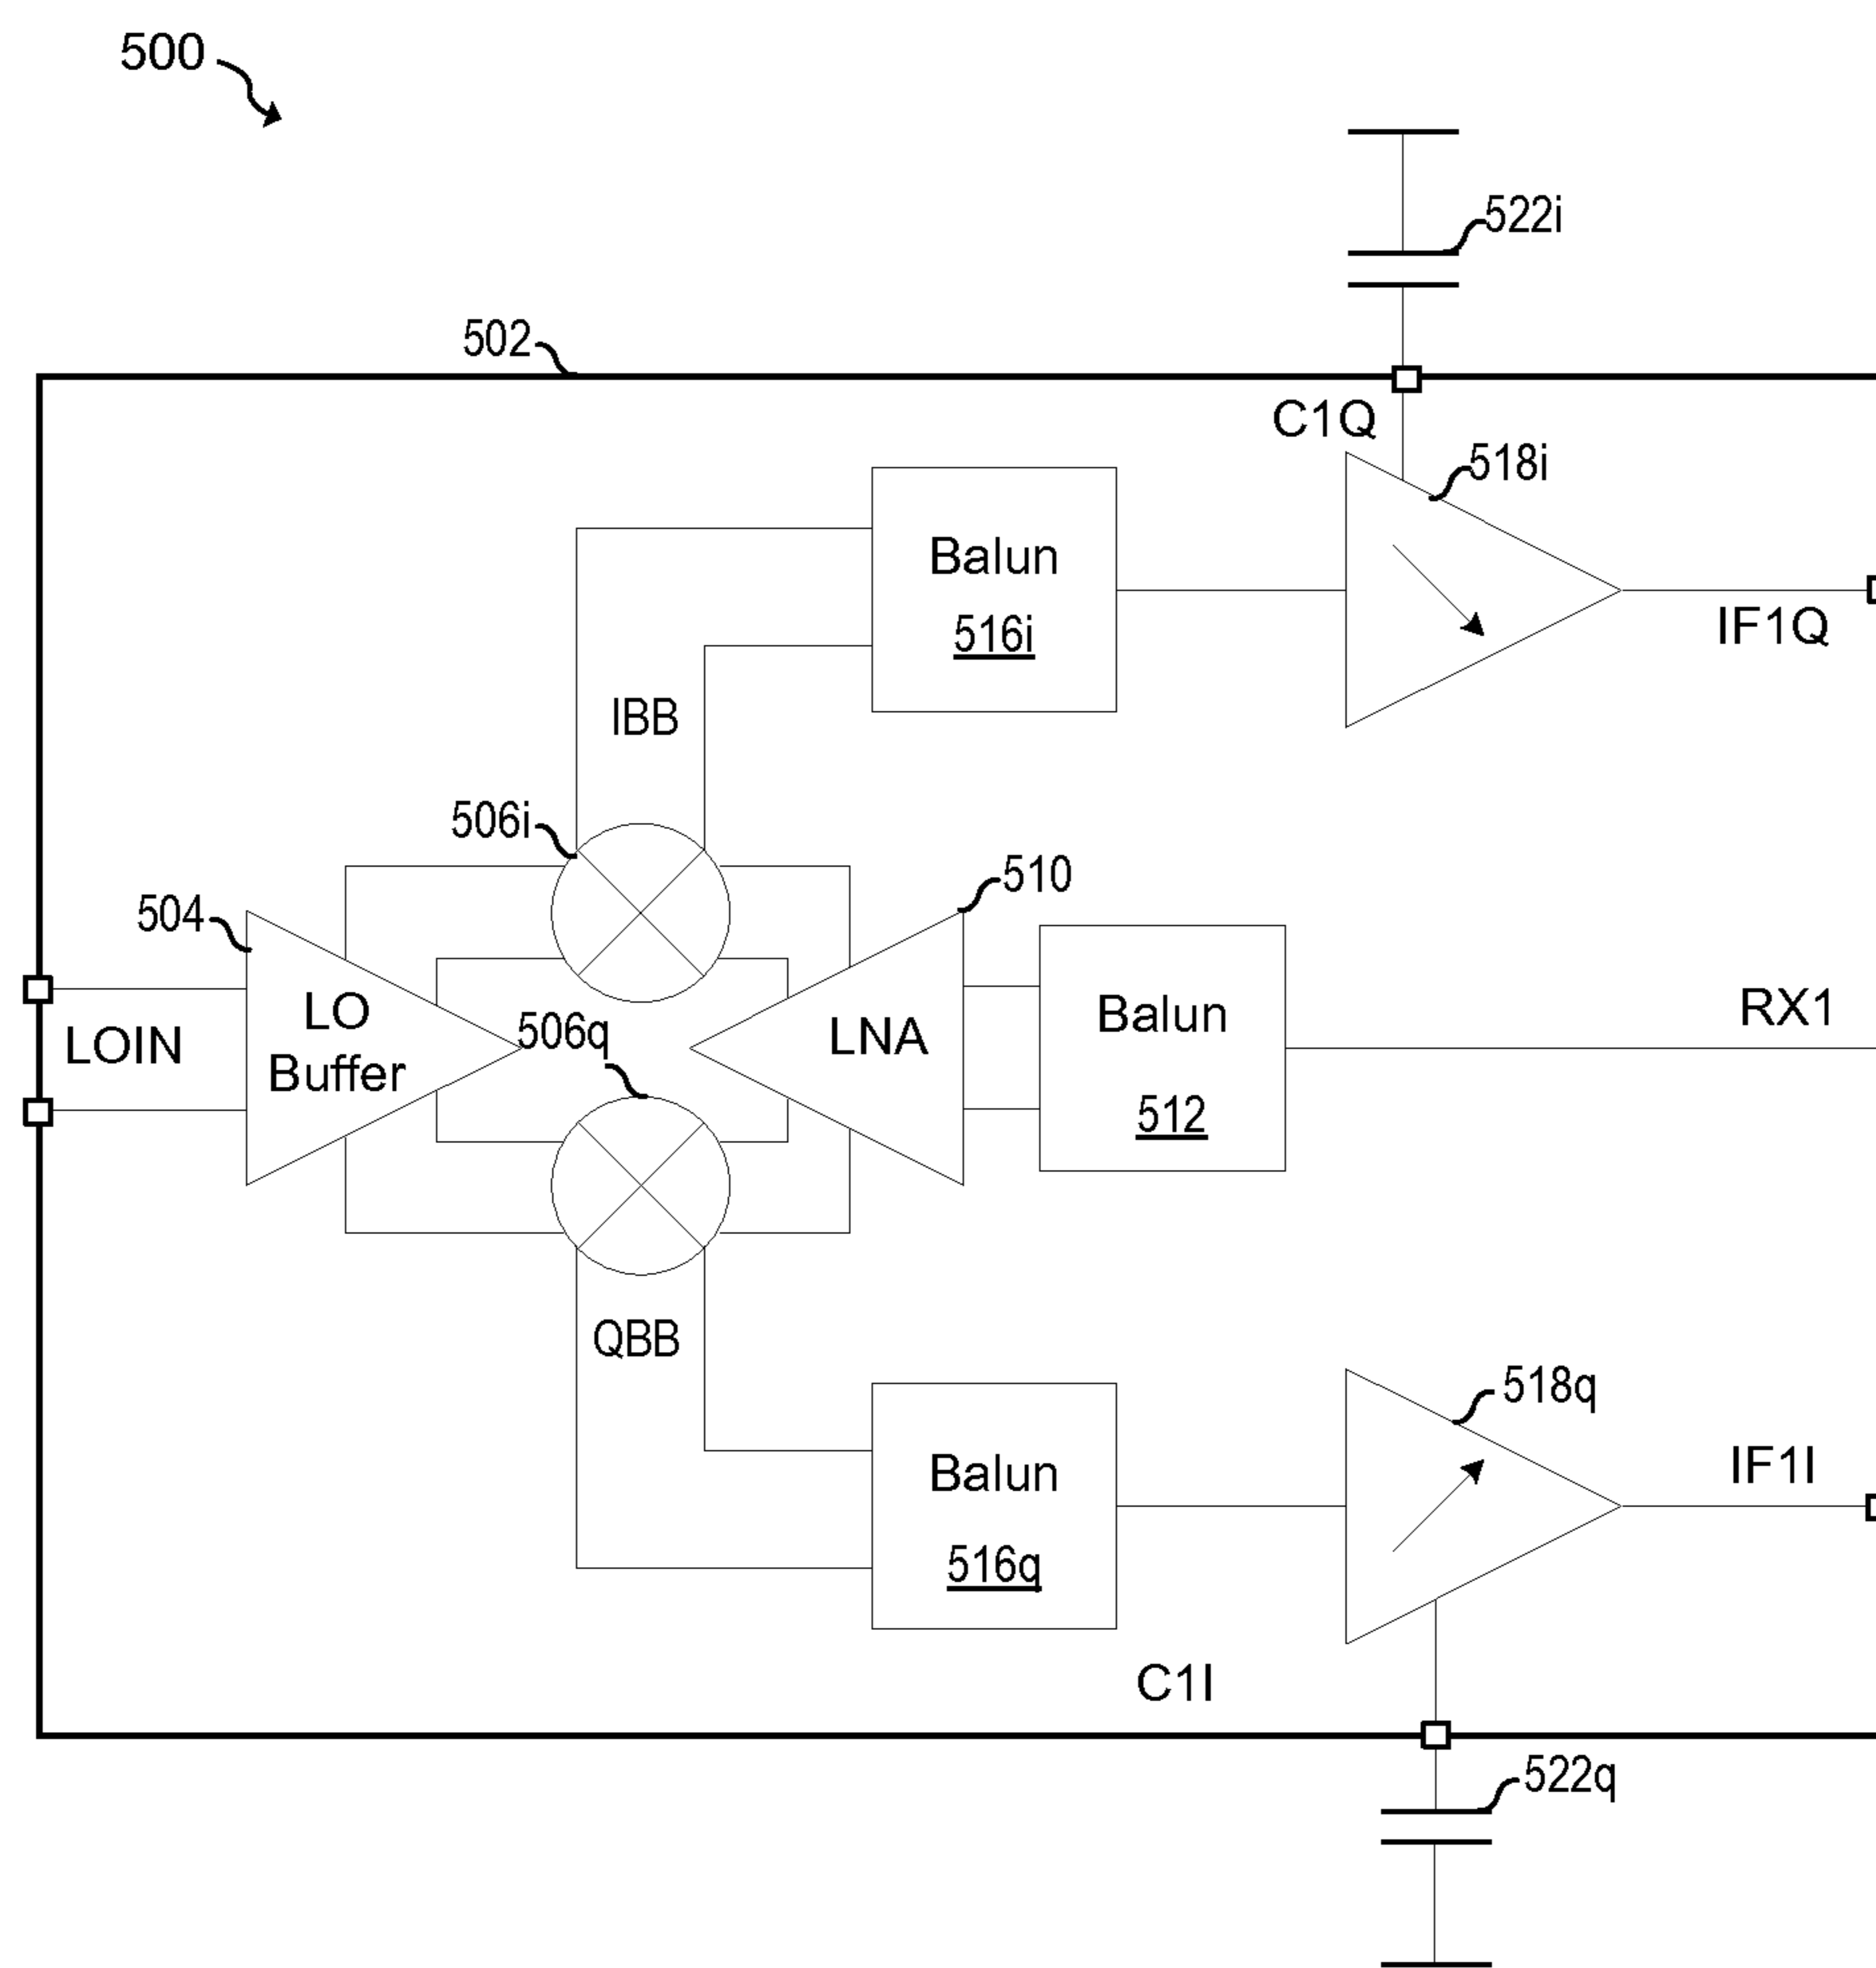 500
522i
502
C1Q
518i
Balun
516i
IF1Q
IBB
506i
510
504
LO
Buffer
LOIN
506q
LNA
Balun
512
RX1
QBB
518q
Balun
516q
IF1I
C1I
522q